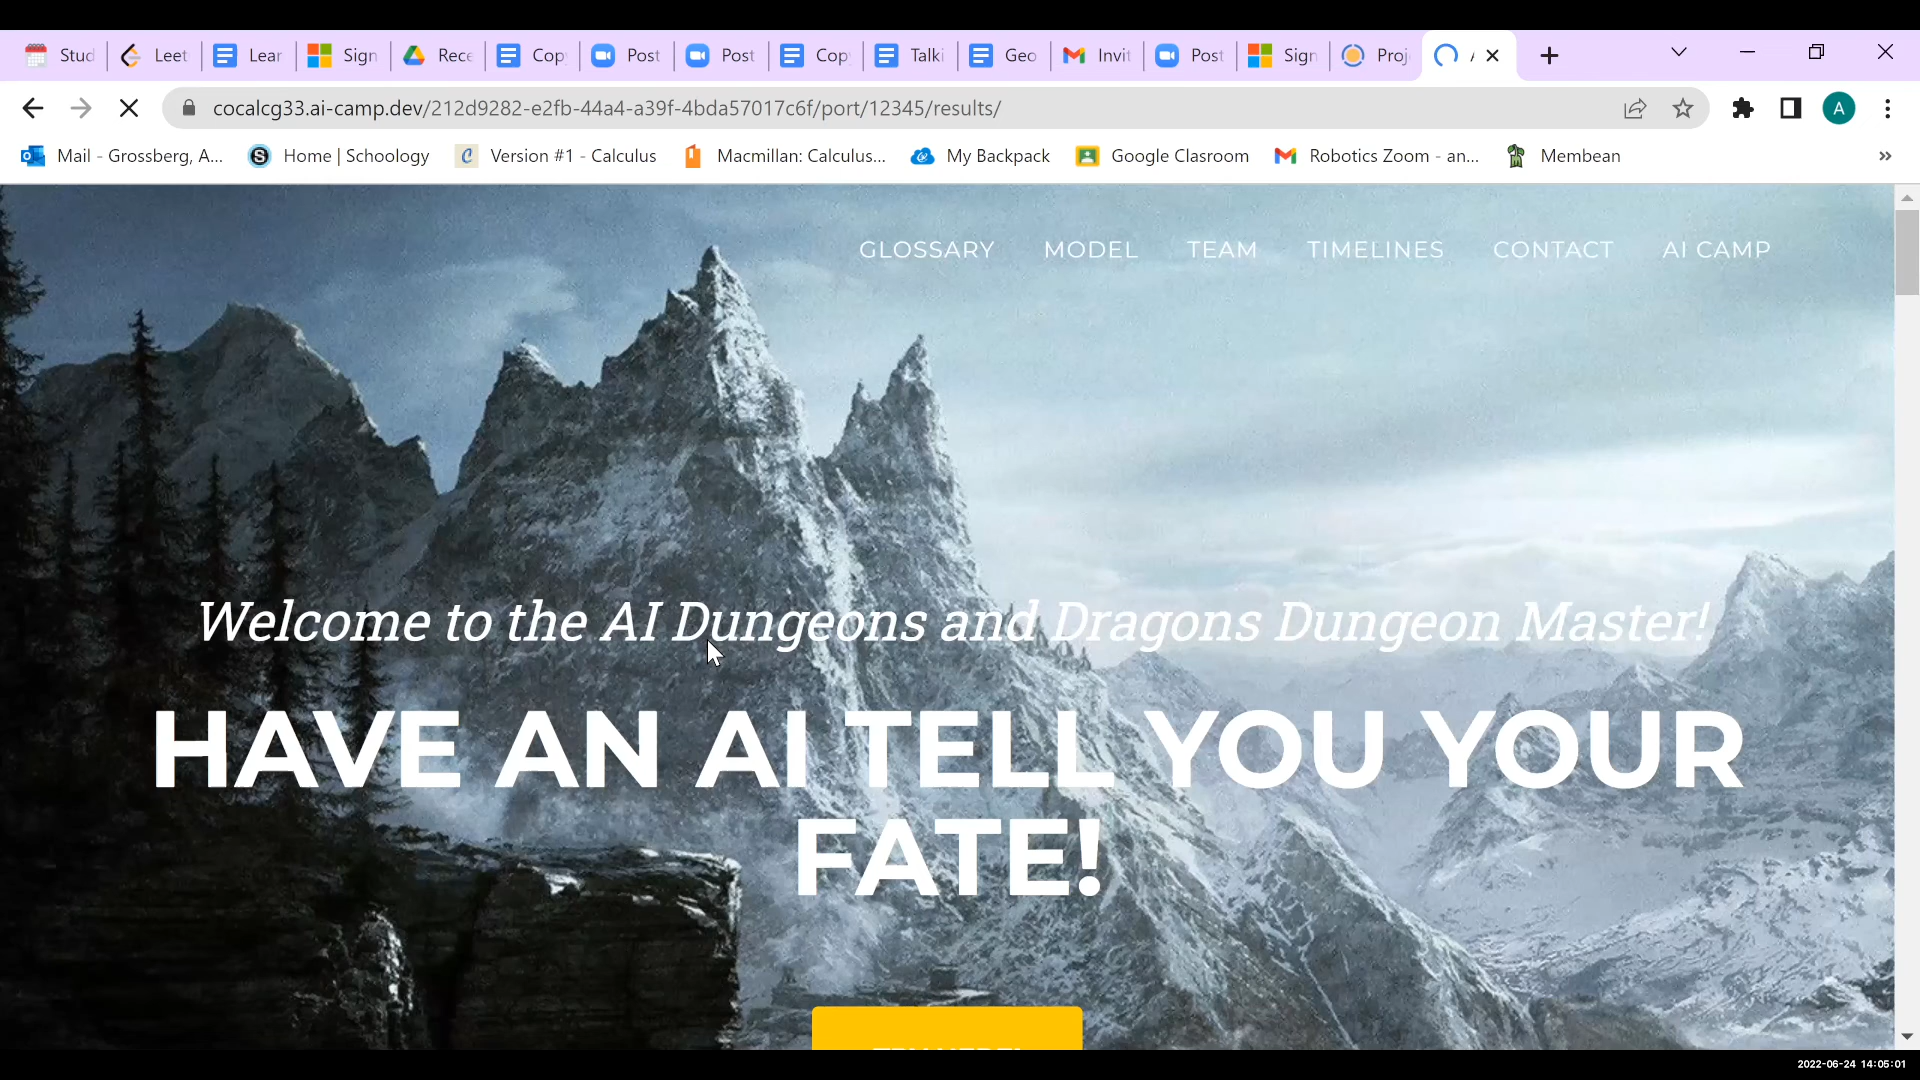 Stud
Leet
Lear
Sign
Rece
Copy
Post
Post
Copy
Talki
Geo
Invit
Post
Sign
Proj
cocalcg33.ai-camp.dev/212d9282-e2fb-44a4-a39f-4bda57017c6f/port/12345/results/
A
Mail - Grossberg, A...
Home | Schoology
Version #1 - Calculus
Macmillan: Calculus...
My Backpack
Google Clasroom
Robotics Zoom - an...
Membean
GLOSSARY MODEL TEAM TIMELINES CONTACT AI CAMP
Welcome to the AI Dungeons and Dragons Dungeon Master!
HAVE AN AI TELL YOU YOUR
FATE!
2022-06-24 14:05:01